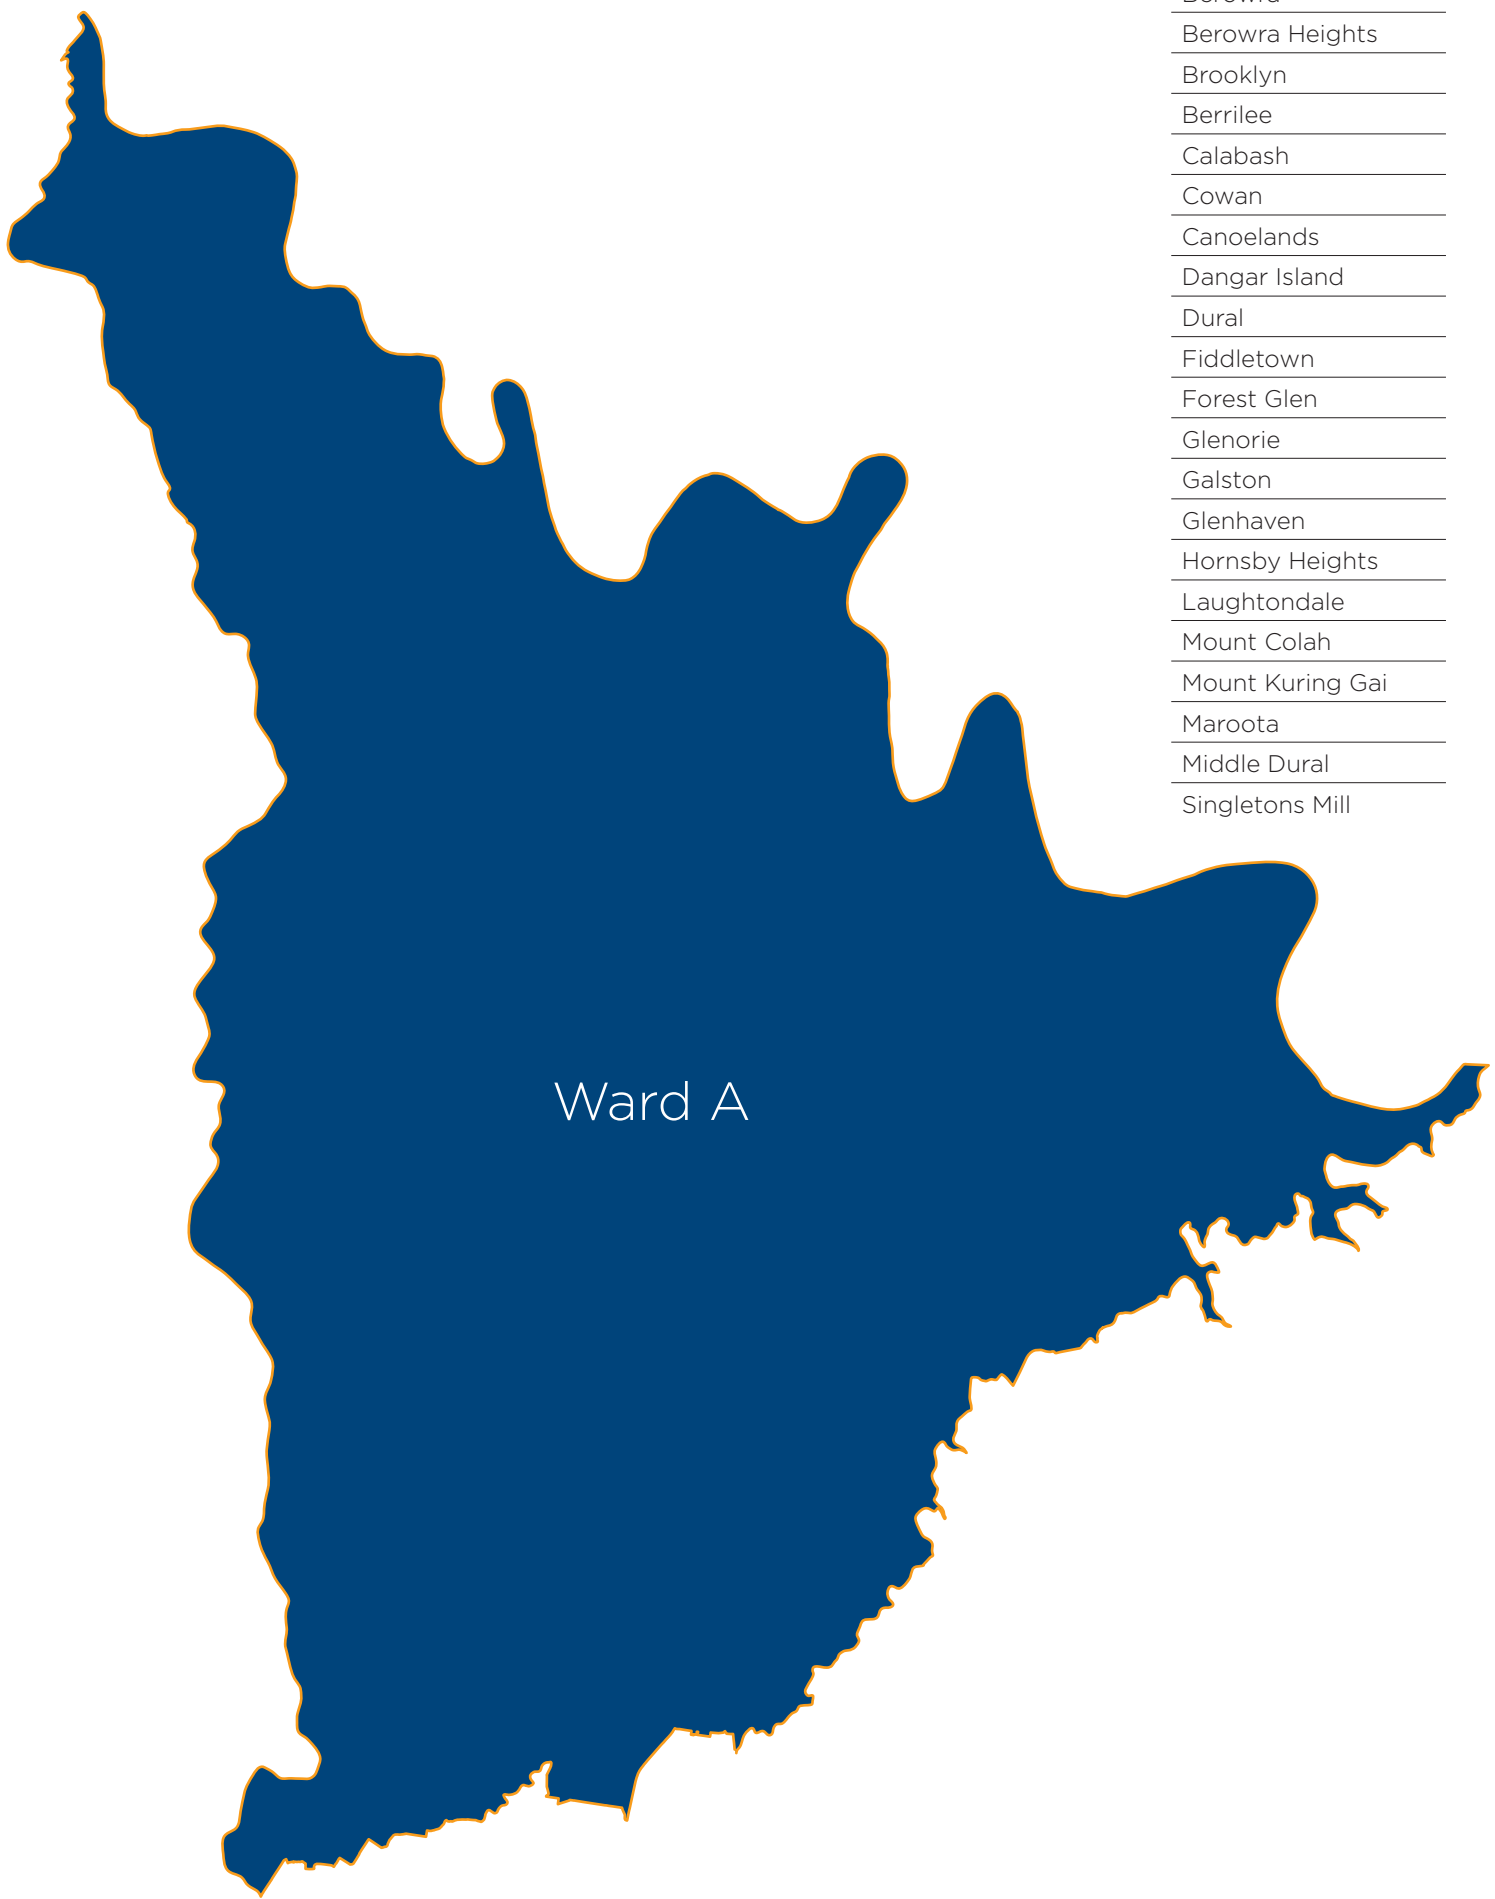 Berowra
Berowra Heights
Brooklyn
Berrilee
Calabash
Cowan
Canoelands
Dangar Island
Dural
Fiddletown
Forest Glen
Glenorie
Galston
Glenhaven
Hornsby Heights
Laughtondale
Mount Colah
Mount Kuring Gai
Maroota
Middle Dural
Singletons Mill
Ward A